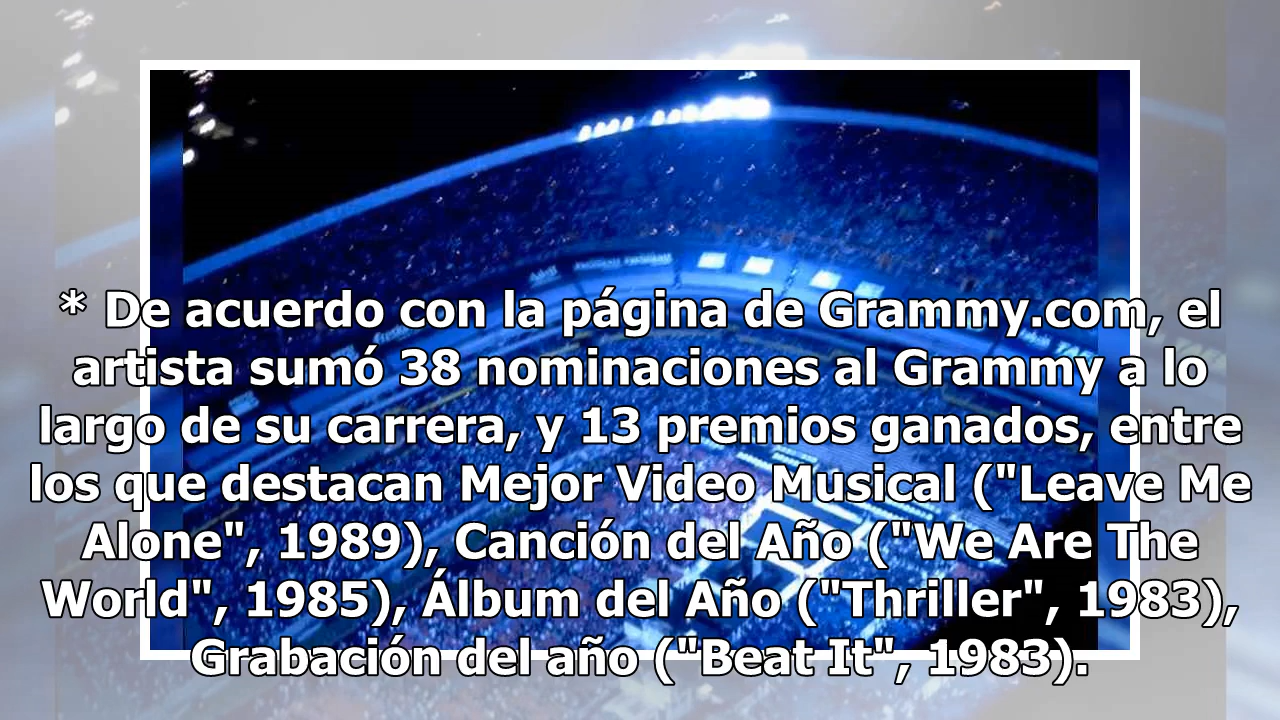 * De acuerdo con la página de Grammy.com, el
artista sumó 38 nominaciones al Grammy a lo
largo de su carrera, y 13 premios ganados, entre
los que destacan Mejor Video Musical ("Leave Me
Alone", 1989), Canción del Año ("We Are The
World", 1985), Álbum del Año ("Thriller", 1983),
Grabación del año ("Beat It", 1983).